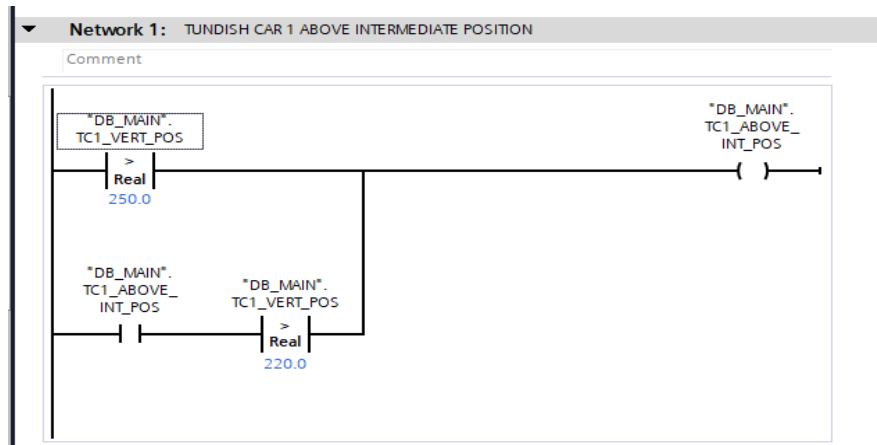 Network 1: TUNDISH CAR 1 ABOVE INTERMEDIATE POSITION
Comment
"DB_MAIN".
TC1_VERT_POS
>
Real
250.0
"DB_MAIN".
TC1_ABOVE_
INT_POS
"DB_MAIN".
TC1_ABOVE_
INT_POS
"DB_MAIN".
TC1_VERT_POS
>
Real
220.0